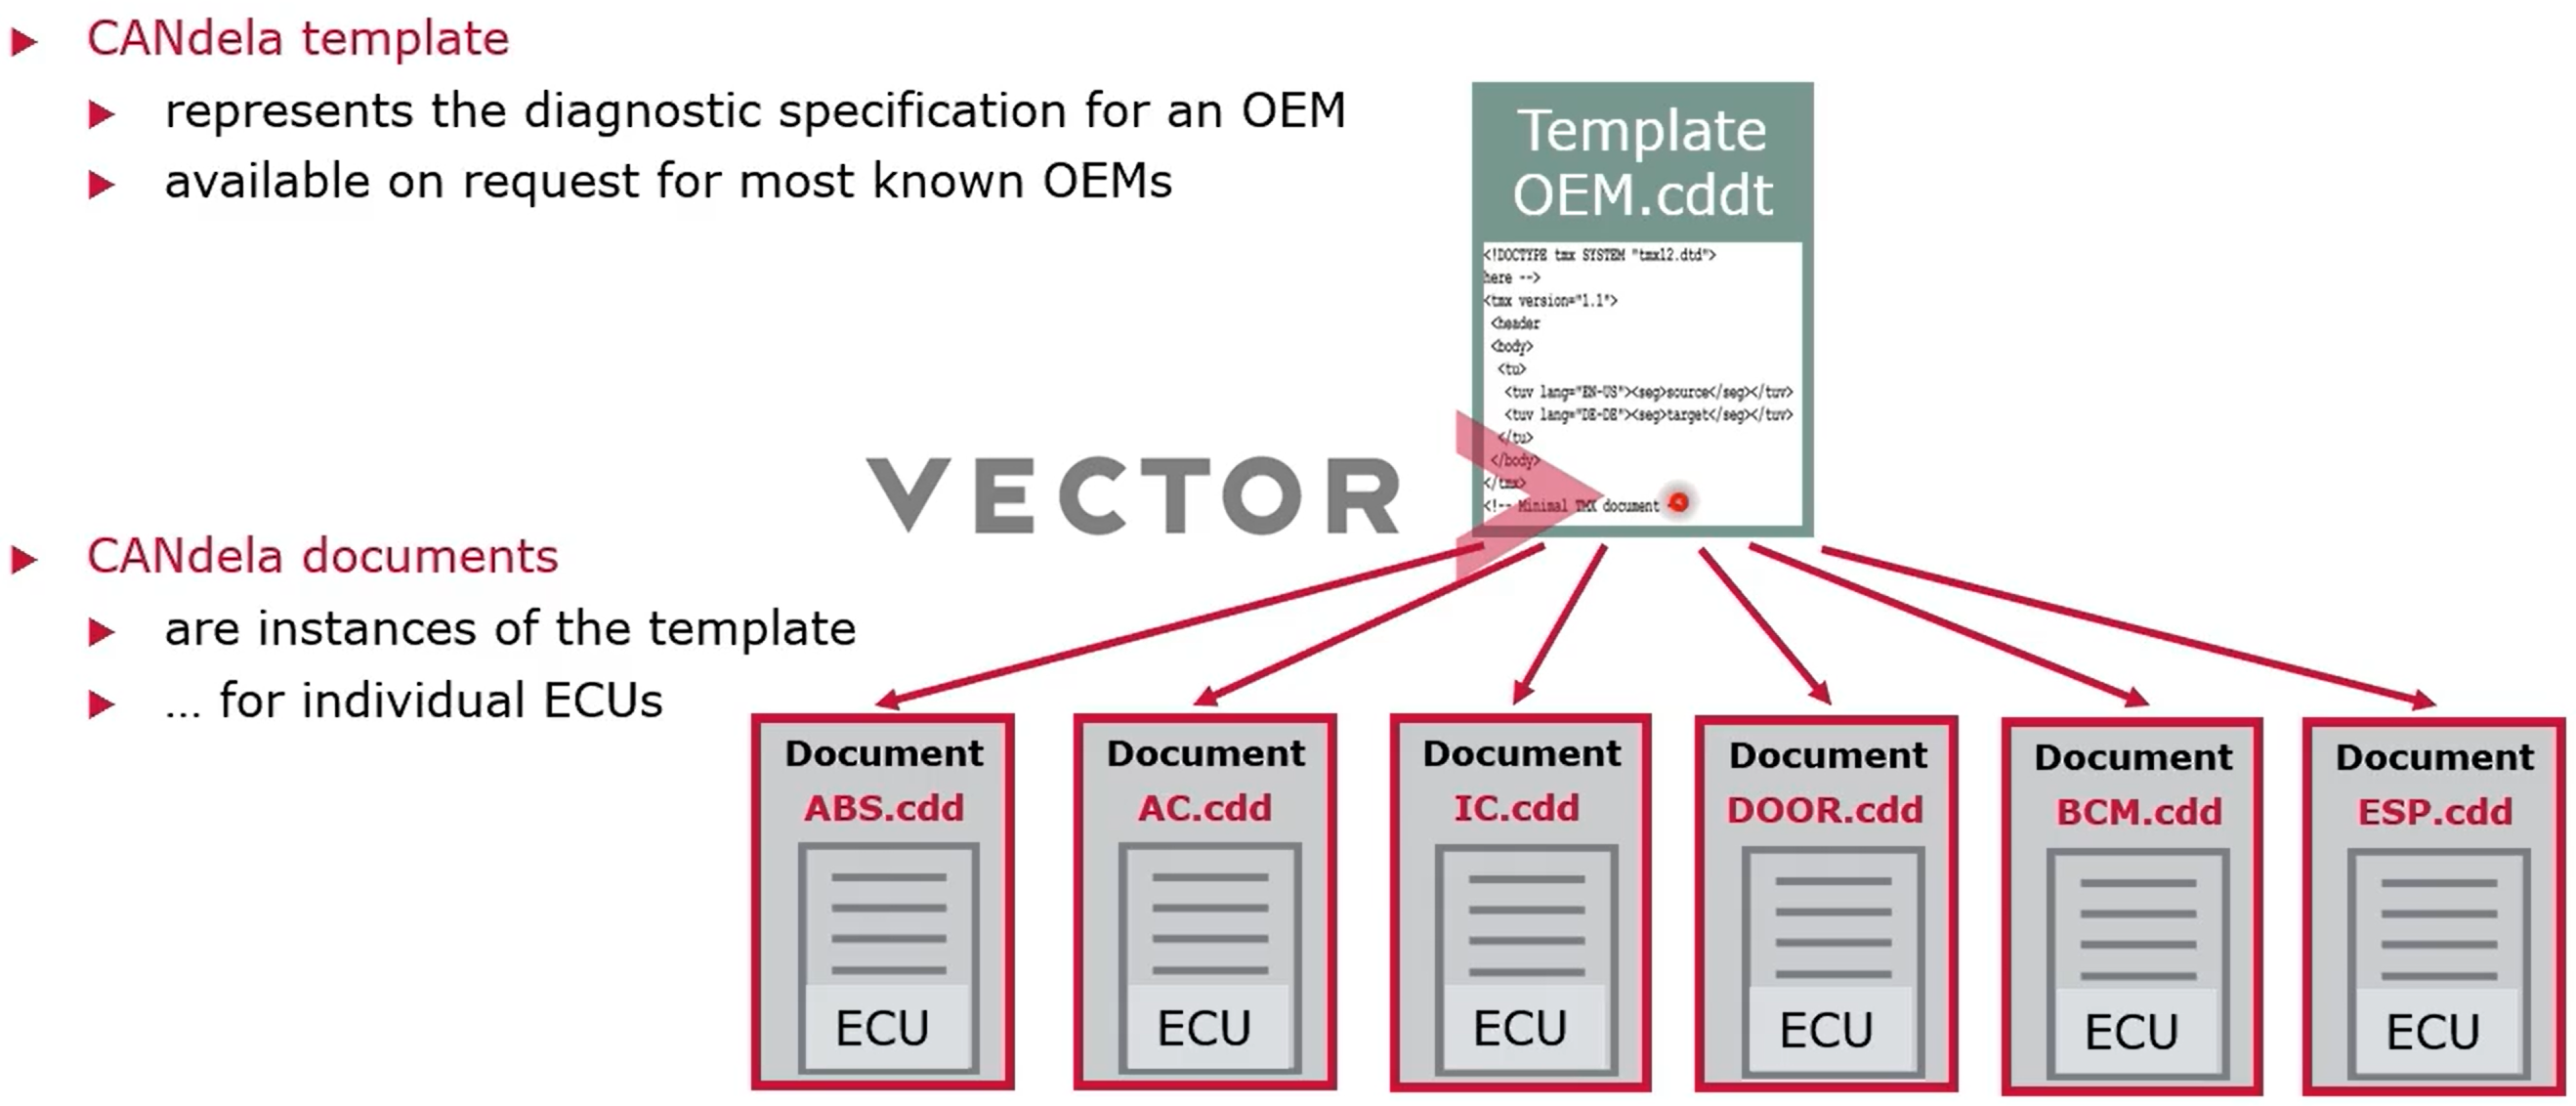 CANdela template
represents the diagnostic specification for an OEM
available on request for most known OEMs
Template
OEM.cddt
<!DOCTYPE tmx SYSTEM "tmx12.dtd">
here -->
<tmx version="1.1">
<header
<body>
<tu>
<tuv lang="EN-US"><seg>source</seg></tuv>
<tuv lang="DE-DE"><seg>target</seg></tuv>
</tu>
</body>
</tmx>
<!-- Minimal TMX document
VECTOR
CANdela documents
are instances of the template
... for individual ECUs
Document
ABS.cdd
ECU
Document
AC.cdd
ECU
Document
IC.cdd
ECU
Document
DOOR.cdd
ECU
Document
BCM.cdd
ECU
Document
ESP.cdd
ECU